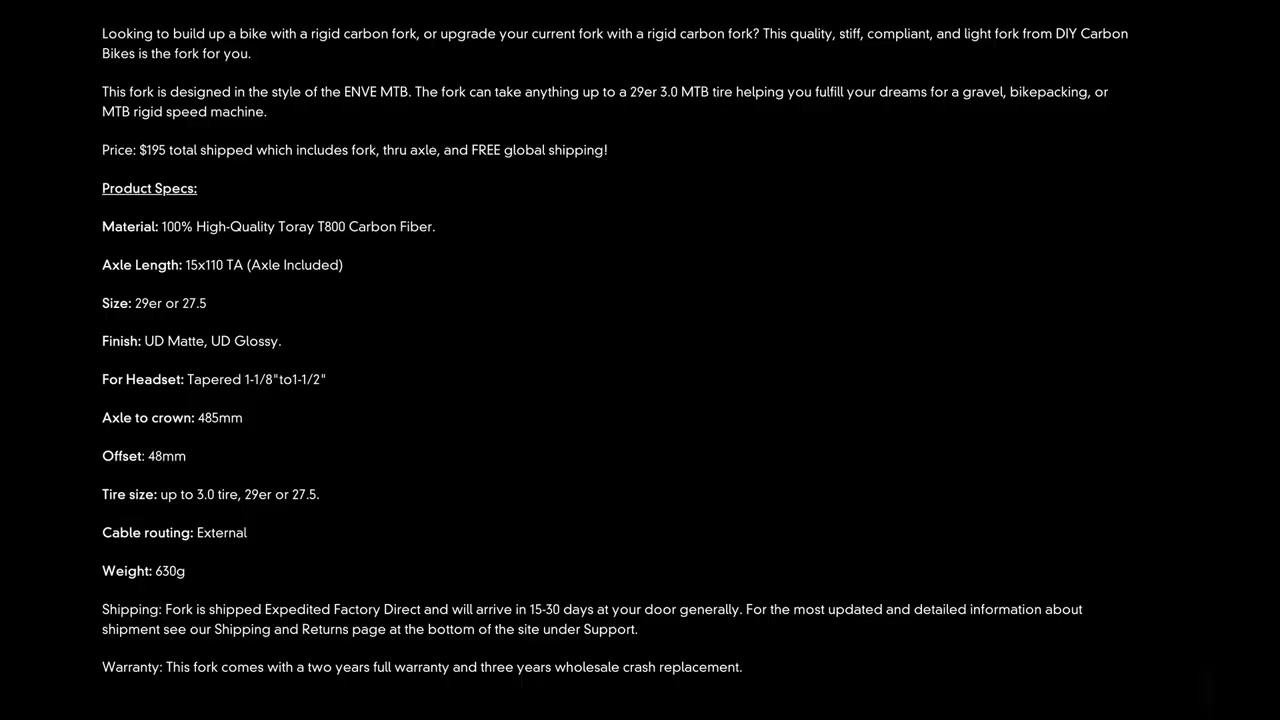 Looking to build up a bike with a rigid carbon fork, or upgrade your current fork with a rigid carbon fork? This quality, stiff, compliant, and light fork from DIY Carbon
Bikes is the fork for you.
This fork is designed in the style of the ENVE MTB. The fork can take anything up to a 29er 3.0 MTB tire helping you fulfill your dreams for a gravel, bikepacking, or
MTB rigid speed machine.
Price: $195 total shipped which includes fork, thru axle, and FREE global shipping!
Product Specs:
Material: 100% High-Quality Toray T800 Carbon Fiber.
Axle Length: 15x110 TA (Axle Included)
Size: 29er or 27.5
Finish: UD Matte, UD Glossy.
For Headset: Tapered 1-1/8"to1-1/2"
Axle to crown: 485mm
Offset: 48mm
Tire size: up to 3.0 tire, 29er or 27.5.
Cable routing: External
Weight: 630g
Shipping: Fork is shipped Expedited Factory Direct and will arrive in 15-30 days at your door generally. For the most updated and detailed information about
shipment see our Shipping and Returns page at the bottom of the site under Support.
Warranty: This fork comes with a two years full warranty and three years wholesale crash replacement.